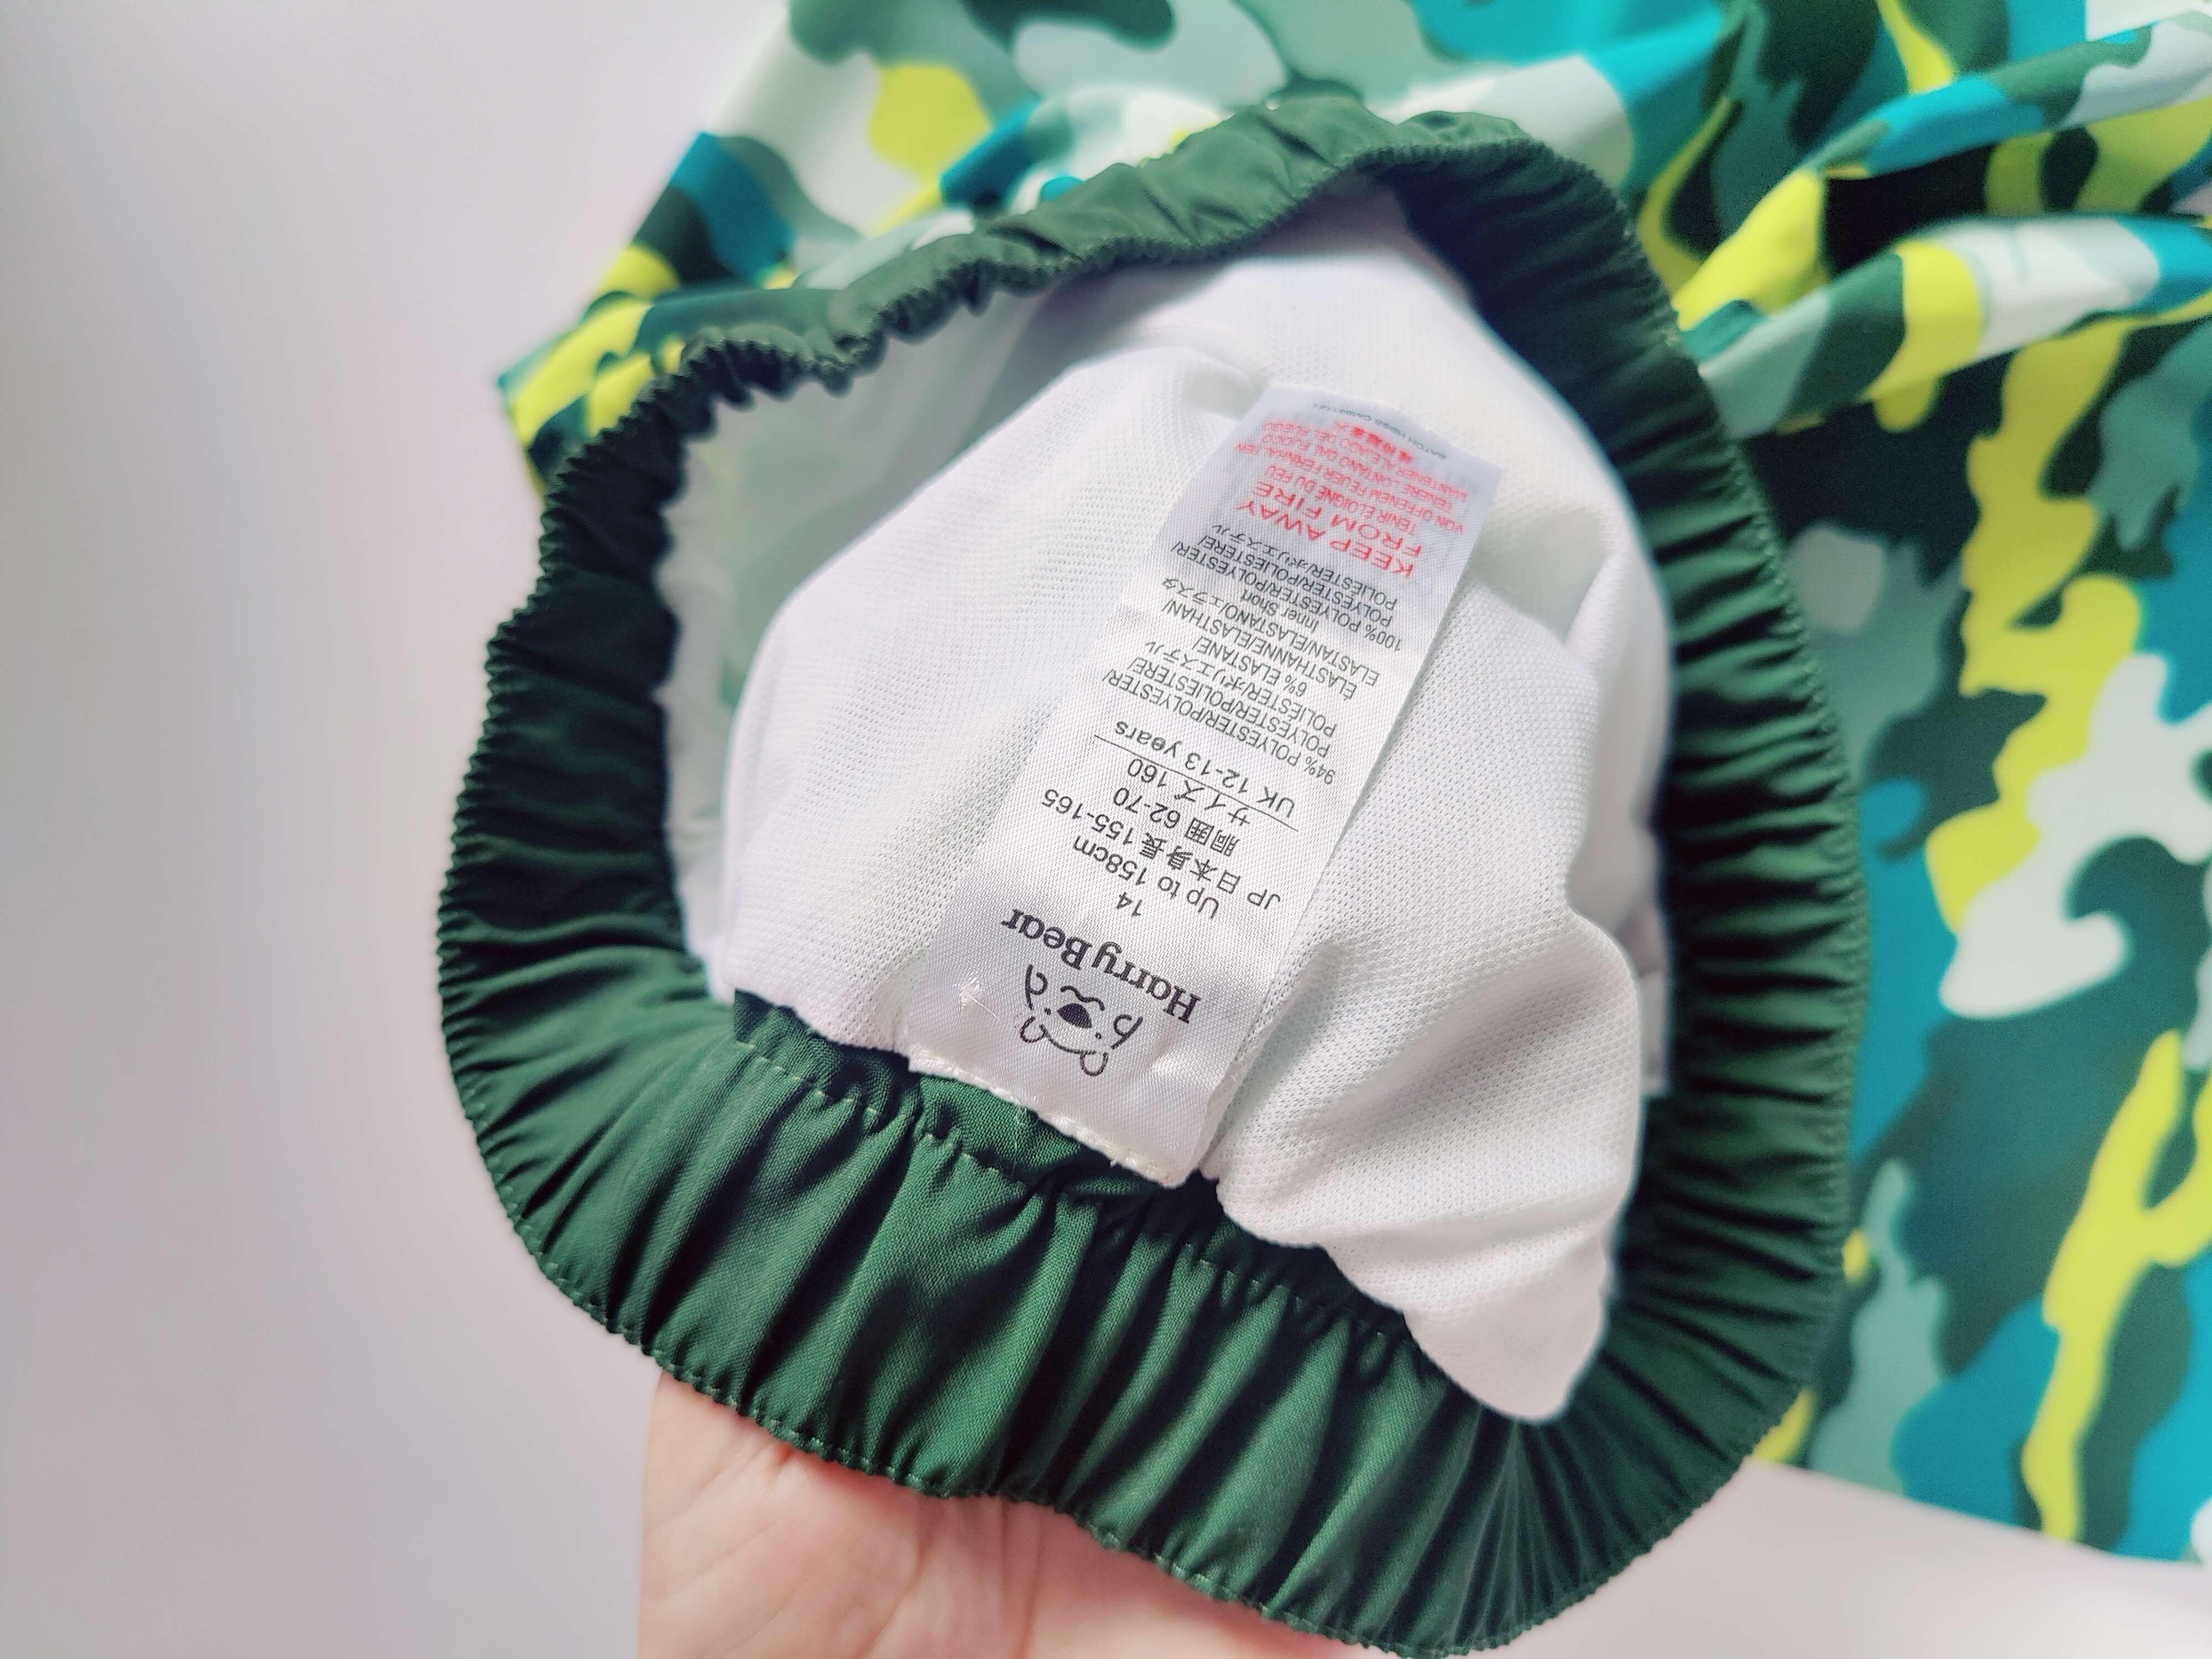 Harry Bear
14
Up to 158cm
JP 日本身長 155-165
胴囲 62-70
サイズ 160
UK 12-13 years
94% POLYESTER/POLYESTER/
POLYESTER/POLIESTERE/
POLIESTER/ポリエステル
6% ELASTANE/
ELASTHANNE/ELASTHAN/
ELASTAN/ELASTANO/エラスタ
Inner Short
100% POLYESTER/POLYESTER/
POLYESTER/POLIESTERE/
POLIESTER/ポリエステル
KEEP AWAY
FROM FIRE
TENIR ELOIGNÉ DU FEU
VON OFFENEM FEUER FERNHALTEN
TENERE LONTANO DAL FUOCO
MANTENER ALEJADO DEL FUEGO